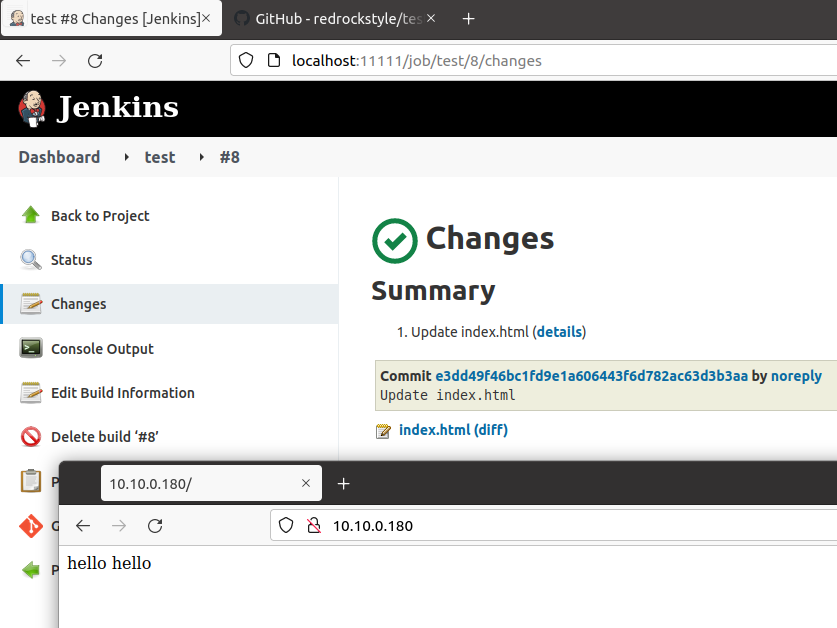 test #8 Changes [Jenkins]
GitHub - redrockstyle/tes
localhost:11111/job/test/8/changes
Jenkins
Dashboard test #8
Back to Project
Status
Changes
Console Output
Edit Build Information
Delete build ‘#8’
P
G
P
Changes
Summary
1. Update index.html (details)
Commit e3dd49f46bc1fd9e1a606443f6d782ac63d3b3aa by noreply
Update index.html
index.html (diff)
10.10.0.180/
10.10.0.180
hello hello